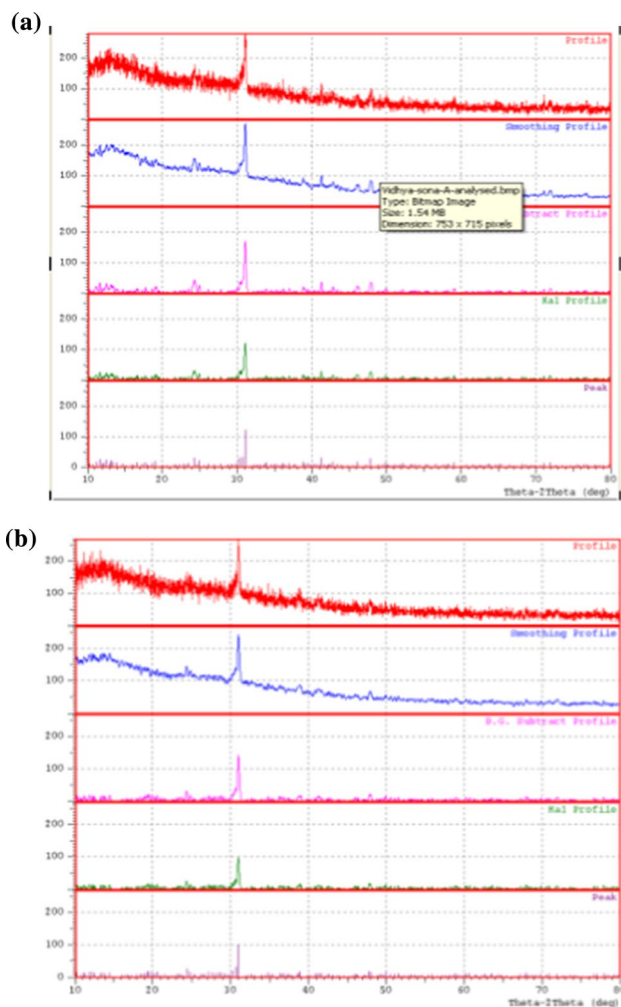 (a)
Profile
200
100
Smoothing Profile
200
100
Vidhya-sona-A-analysed.bmp
Type: Bitmap Image
Size: 1.54 MB
Dimension: 753 x 715 pixels
Subtract Profile
200
100
Ka1 Profile
200
100
Peak
200
100
0
10 20 30 40 50 60 70 80
Theta-2Theta (deg)
(b)
Profile
200
100
Smoothing Profile
200
100
B.G. Subtract Profile
200
100
Ka1 Profile
200
100
Peak
200
100
0
10 20 30 40 50 60 70 80
Theta-2Theta (deg)